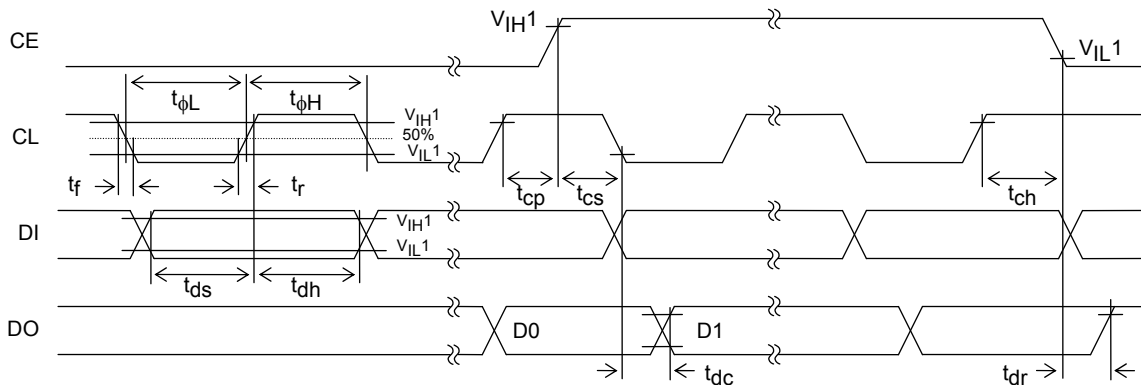 CE
VIH1
VIL1
tϕL
tϕH
CL
VIH1
50%
VIL1
tf
tr
tcp
tcs
tch
DI
VIH1
VIL1
tds
tdh
DO
D0
D1
tdc
tdr